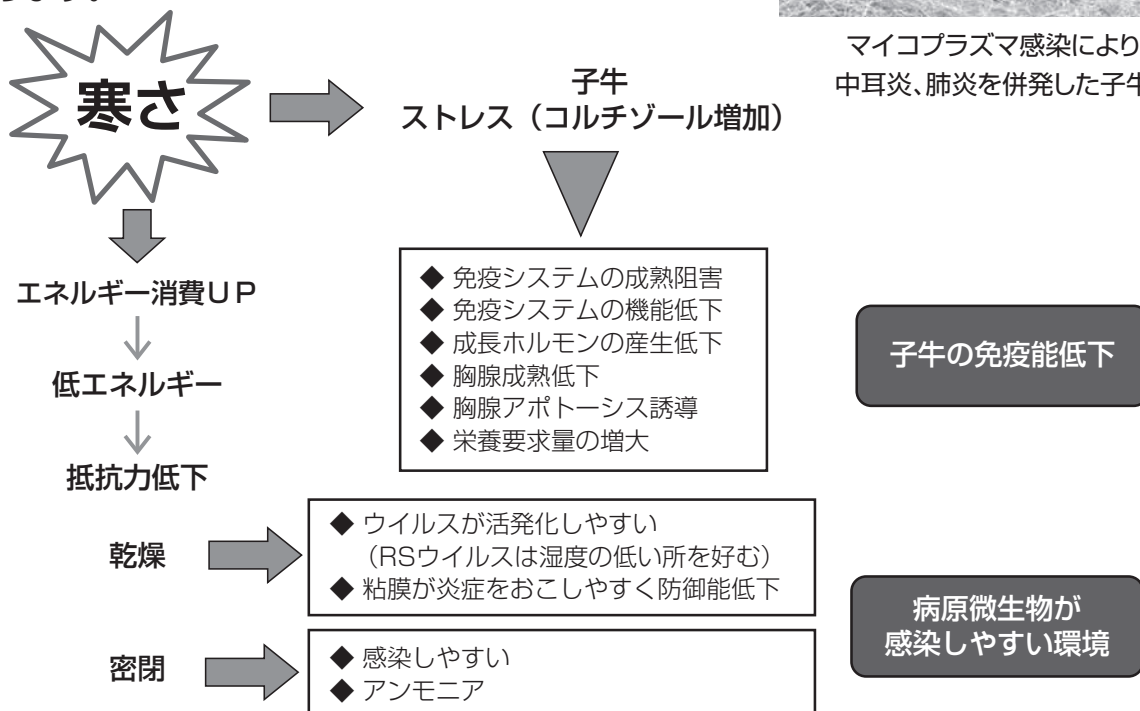 マイコプラズマ感染により
中耳炎、肺炎を併発した子牛
寒さ
子牛
ストレス（コルチゾール増加）
エネルギー消費ＵＰ
低エネルギー
抵抗力低下
◆ 免疫システムの成熟阻害
◆ 免疫システムの機能低下
◆ 成長ホルモンの産生低下
◆ 胸腺成熟低下
◆ 胸腺アポトーシス誘導
◆ 栄養要求量の増大
子牛の免疫能低下
乾燥
◆ ウイルスが活発化しやすい
（RSウイルスは湿度の低い所を好む）
◆ 粘膜が炎症をおこしやすく防御能低下
密閉
◆ 感染しやすい
◆ アンモニア
病原微生物が
感染しやすい環境